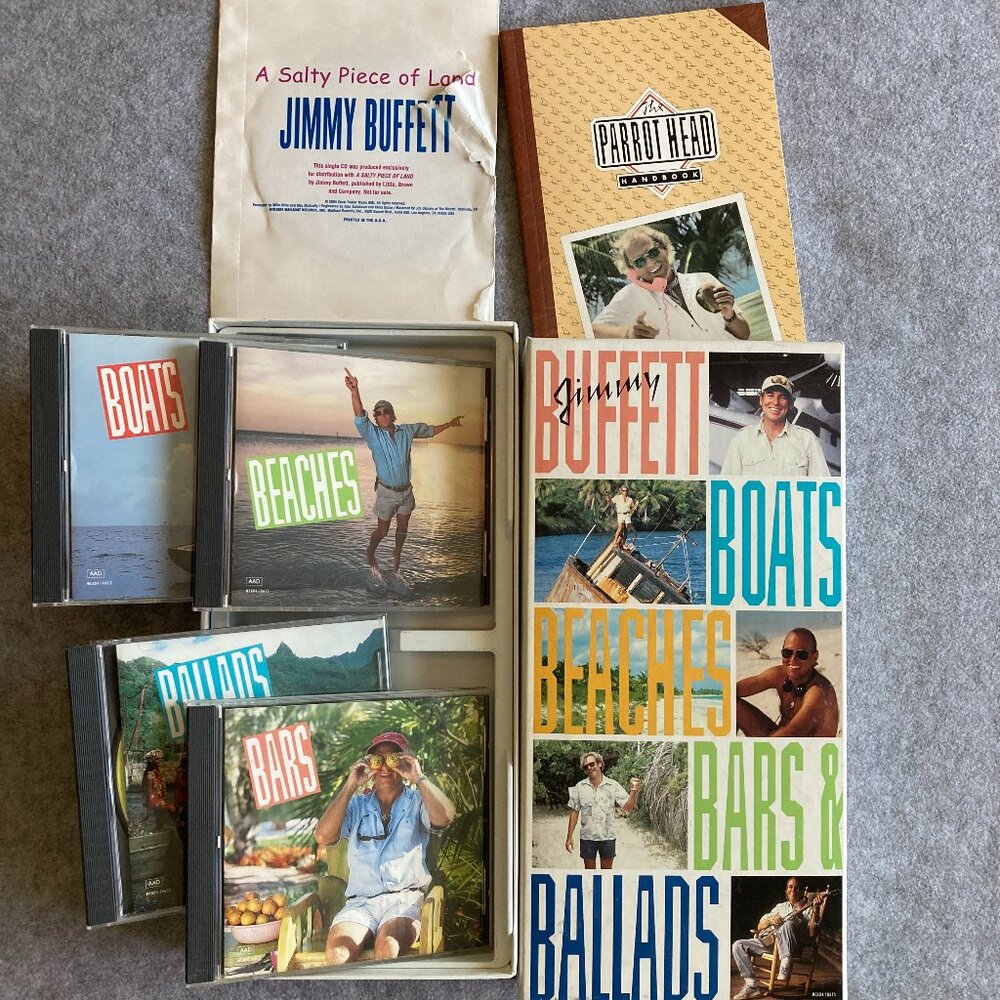 A Salty Piece of Land
JIMMY BUFFETT
This single CD was produced exclusively
for distribution with A SALTY PIECE OF LAND
by Jimmy Buffett, published by Little, Brown
and Company. Not for sale.
PRINTED IN THE U.S.A.
the
PARROT HEAD
HANDBOOK
BOATS
BEACHES
AAD
AAD
BALLADS
BARS
AAD
AAD
Jimmy
BUFFETT
BOATS
BEACHES
BARS &
BALLADS